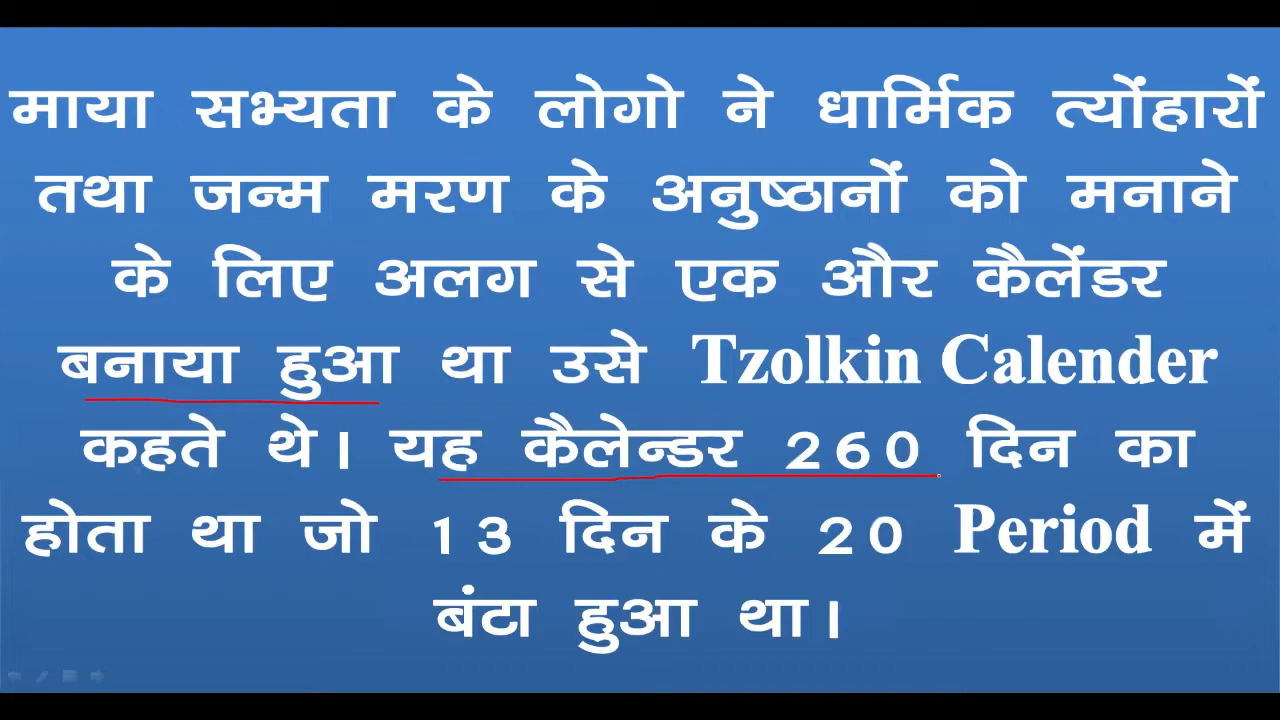 माया सभ्यता के लोगो ने धार्मिक त्योंहारों
तथा जन्म मरण के अनुष्ठानों को मनाने
के लिए अलग से एक और कैलेंडर
बनाया हुआ था उसे Tzolkin Calender
कहते थे। यह कैलेन्डर 260 दिन का
होता था जो 13 दिन के 20 Period में
बंटा हुआ था।